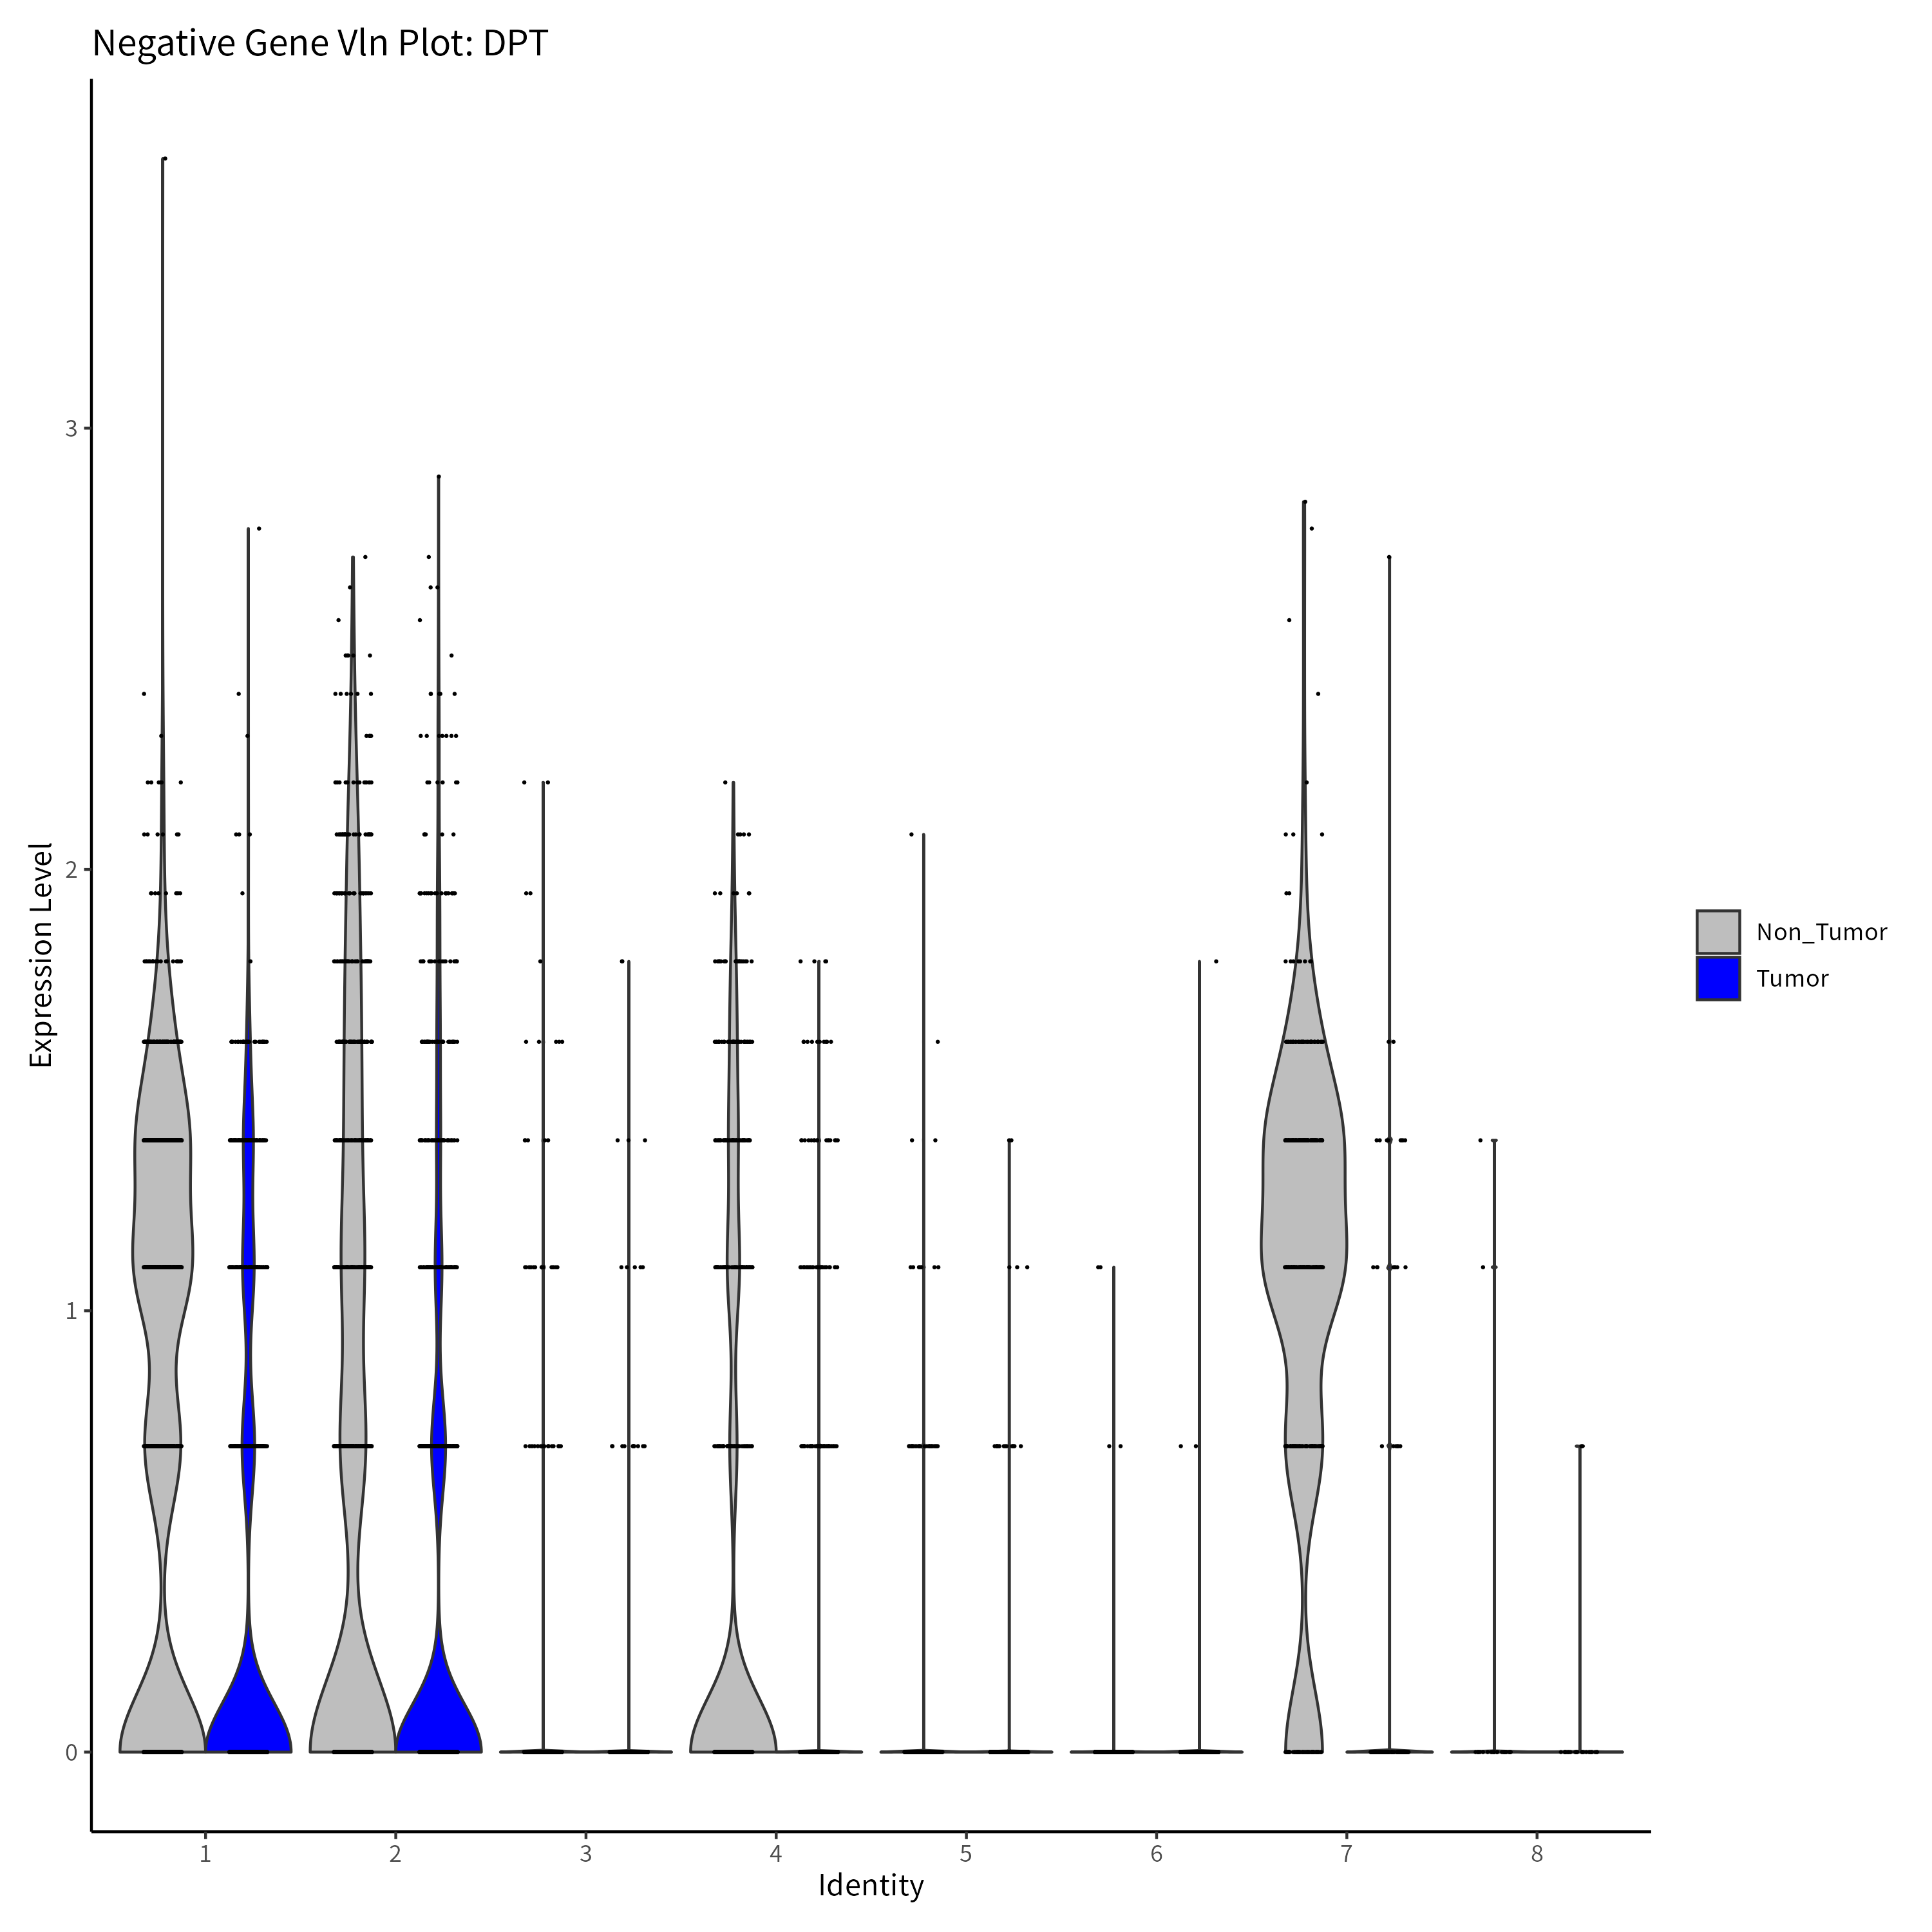 Negative Gene Vln Plot: DPT
Expression Level
3
2
1
0
1 2 3 4 5 6 7 8
Identity
Non_Tumor
Tumor